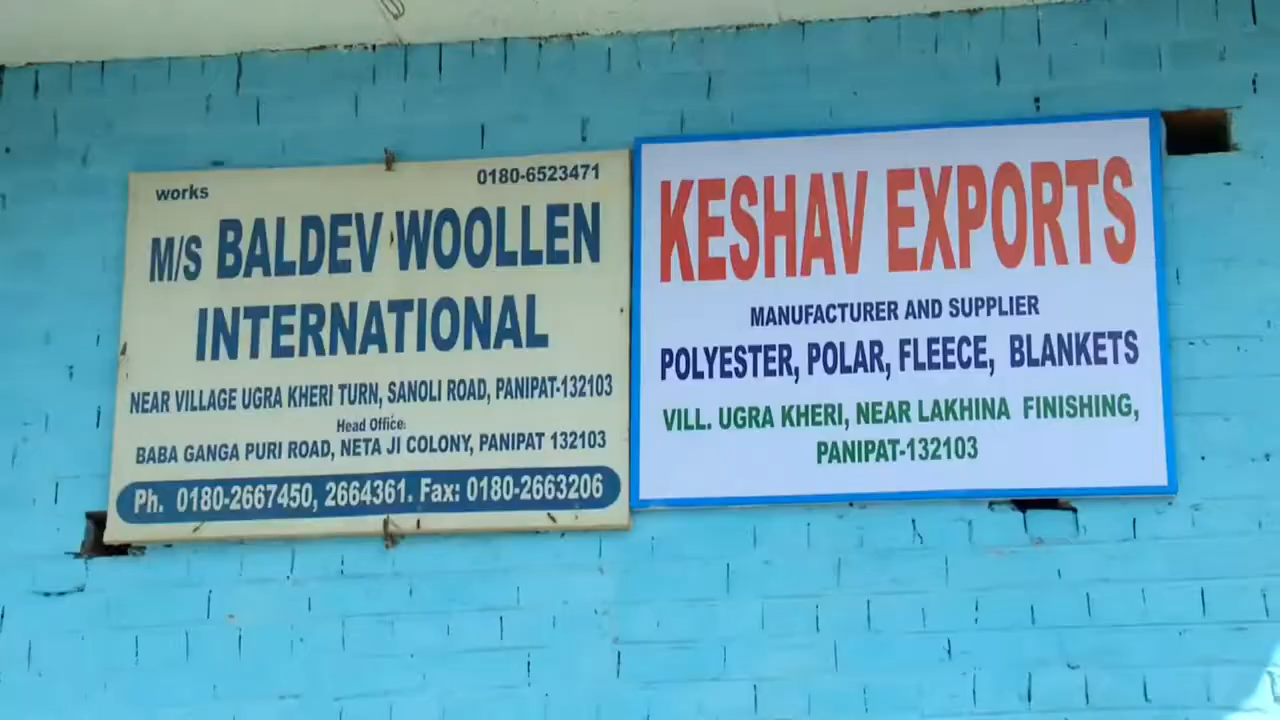 works
0180-6523471
M/S BALDEV WOOLLEN
INTERNATIONAL
NEAR VILLAGE UGRA KHERI TURN, SANOLI ROAD, PANIPAT-132103
Head Office:
BABA GANGA PURI ROAD, NETA JI COLONY, PANIPAT 132103
Ph. 0180-2667450, 2664361. Fax: 0180-2663206
KESHAV EXPORTS
MANUFACTURER AND SUPPLIER
POLYESTER, POLAR, FLEECE, BLANKETS
VILL. UGRA KHERI, NEAR LAKHINA FINISHING,
PANIPAT-132103